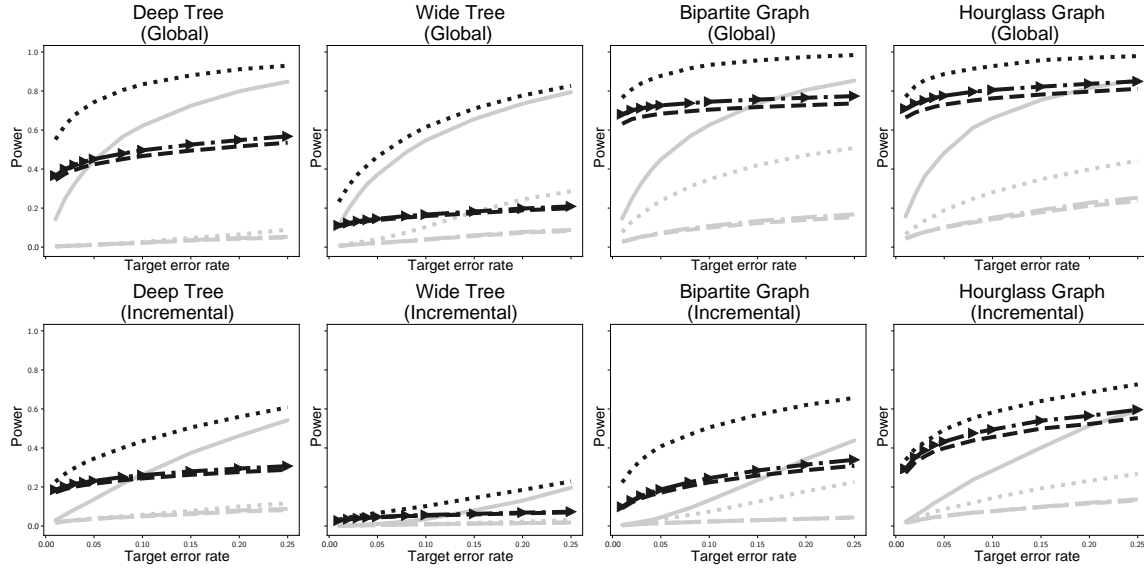 Deep Tree
(Global)
Wide Tree
(Global)
Bipartite Graph
(Global)
Hourglass Graph
(Global)
Power
1.0
0.8
0.6
0.4
0.2
0.0
Power
Power
Power
Target error rate
Target error rate
Target error rate
Target error rate
Deep Tree
(Incremental)
Wide Tree
(Incremental)
Bipartite Graph
(Incremental)
Hourglass Graph
(Incremental)
Power
1.0
0.8
0.6
0.4
0.2
0.0
Power
Power
Power
0.00 0.05 0.10 0.15 0.20 0.25
0.00 0.05 0.10 0.15 0.20 0.25
0.00 0.05 0.10 0.15 0.20 0.25
0.00 0.05 0.10 0.15 0.20 0.25
Target error rate
Target error rate
Target error rate
Target error rate